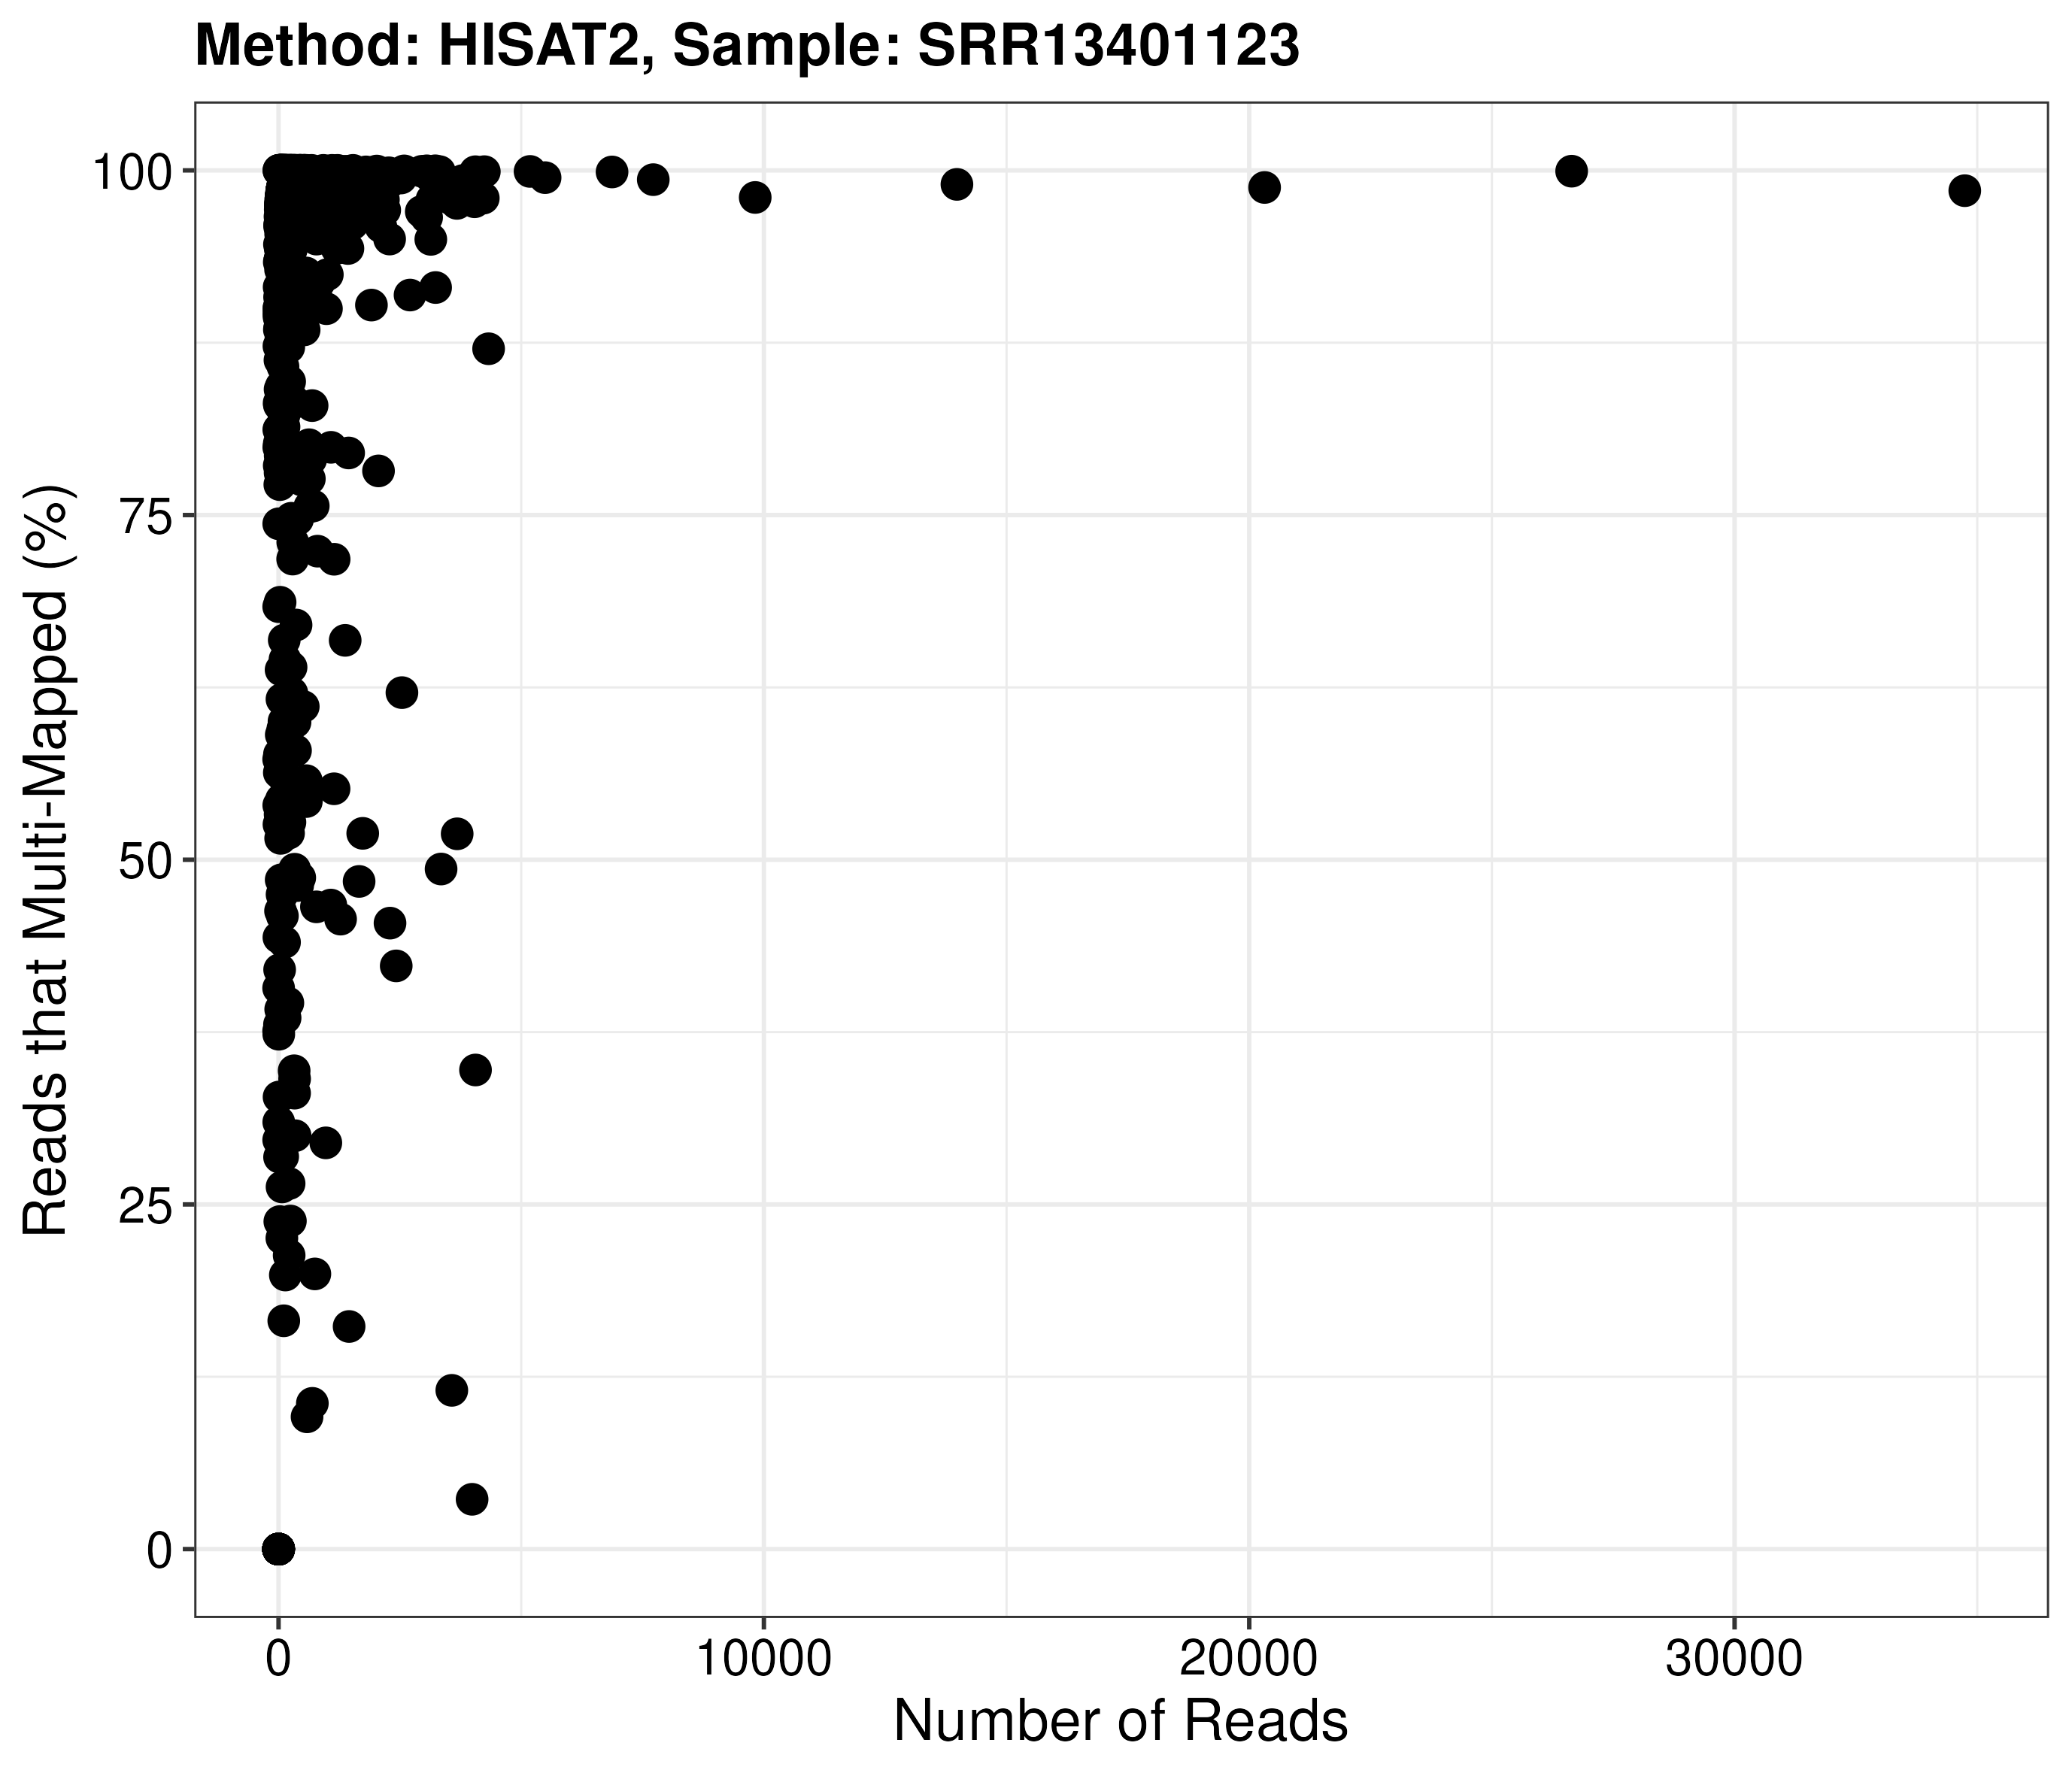 Method: HISAT2, Sample: SRR13401123
Reads that Multi-Mapped (%)
100
75
50
25
0
0 10000 20000 30000
Number of Reads